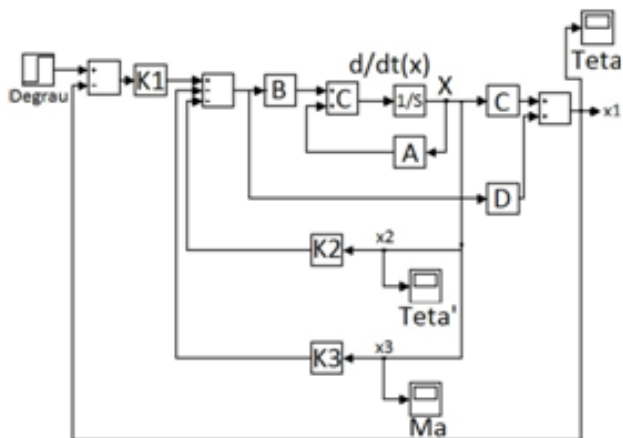 Teta
d/dt(x)
Degrau
K1
B
C
1/S
X
C
x1
A
D
K2
x2
Teta'
K3
x3
Ma